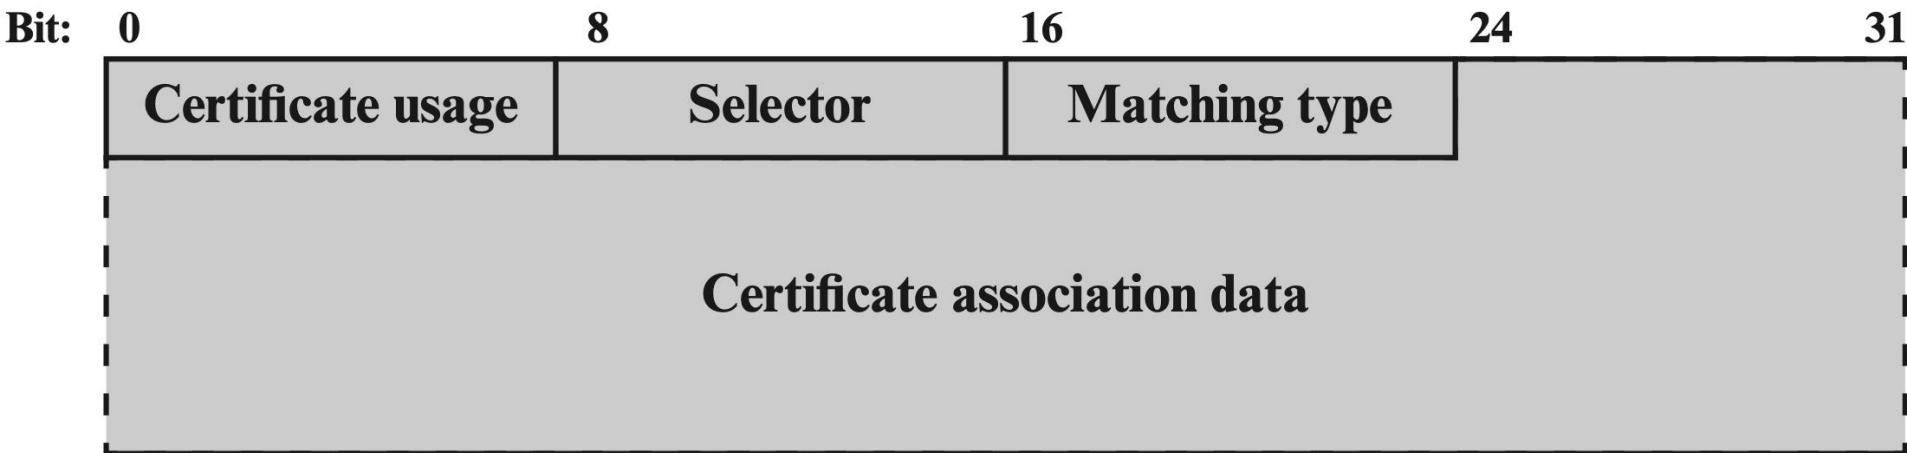 Bit: 0 8 16 24 31
Certificate usage Selector Matching type
Certificate association data